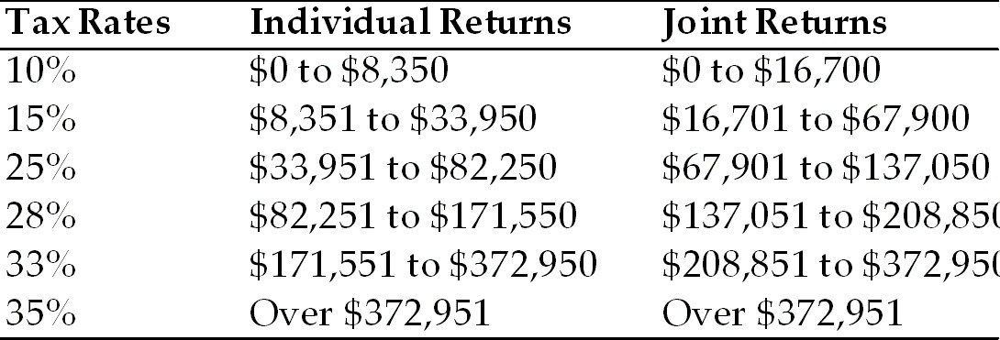 Tax Rates Individual Returns Joint Returns
10% $0 to $8,350 $0 to $16,700
15% $8,351 to $33,950 $16,701 to $67,900
25% $33,951 to $82,250 $67,901 to $137,050
28% $82,251 to $171,550 $137,051 to $208,850
33% $171,551 to $372,950 $208,851 to $372,950
35% Over $372,951 Over $372,951